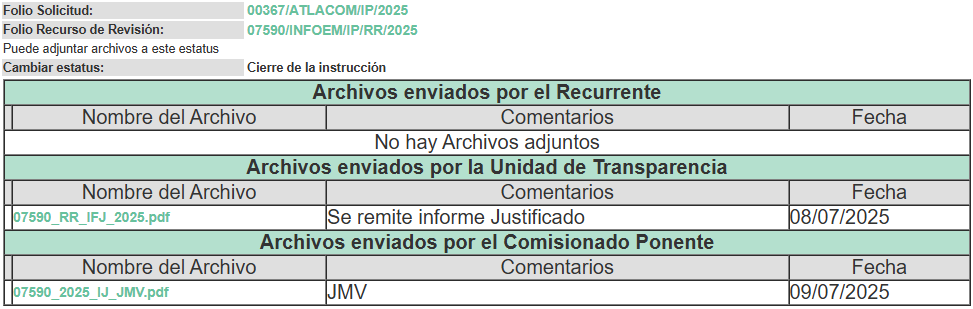 Folio Solicitud: 00367/ATLACOM/IP/2025
Folio Recurso de Revisión: 07590/INFOEM/IP/RR/2025
Puede adjuntar archivos a este estatus
Cambiar estatus: Cierre de la instrucción
Archivos enviados por el Recurrente
Nombre del Archivo Comentarios Fecha
No hay Archivos adjuntos
Archivos enviados por la Unidad de Transparencia
Nombre del Archivo Comentarios Fecha
07590_RR_IFJ_2025.pdf Se remite informe Justificado 08/07/2025
Archivos enviados por el Comisionado Ponente
Nombre del Archivo Comentarios Fecha
07590_2025_IJ_JMV.pdf JMV 09/07/2025